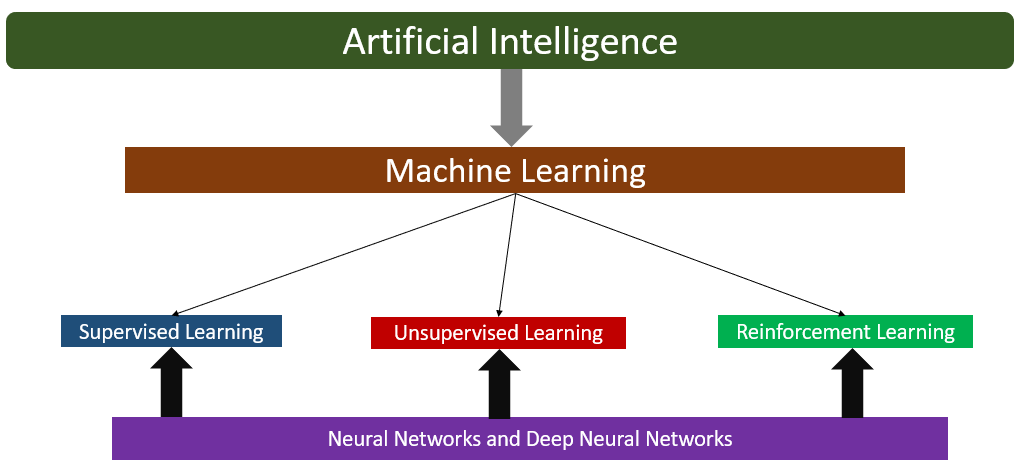 Artificial Intelligence
Machine Learning
Supervised Learning
Unsupervised Learning
Reinforcement Learning
Neural Networks and Deep Neural Networks